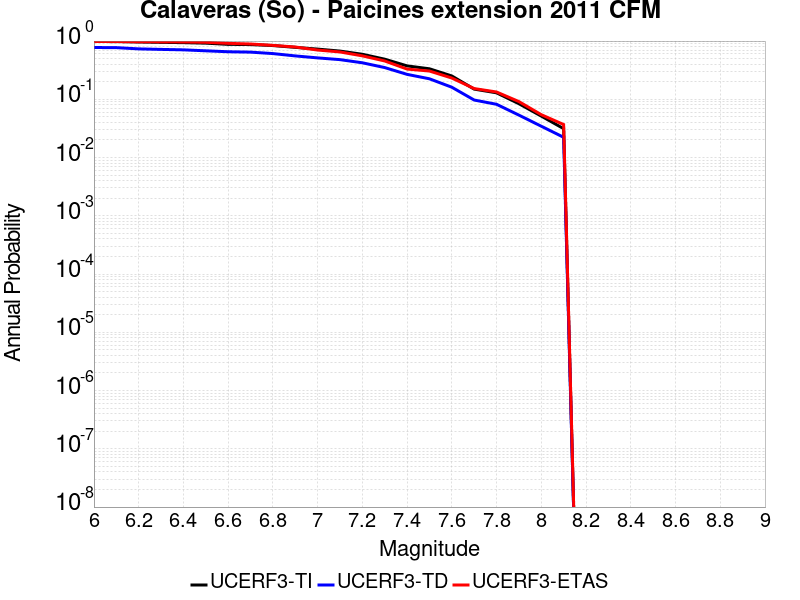 Calaveras (So) - Paicines extension 2011 CFM
Annual Probability
10^0
10^-1
10^-2
10^-3
10^-4
10^-5
10^-6
10^-7
10^-8
6 6.2 6.4 6.6 6.8 7 7.2 7.4 7.6 7.8 8 8.2 8.4 8.6 8.8 9
Magnitude
UCERF3-TI UCERF3-TD UCERF3-ETAS